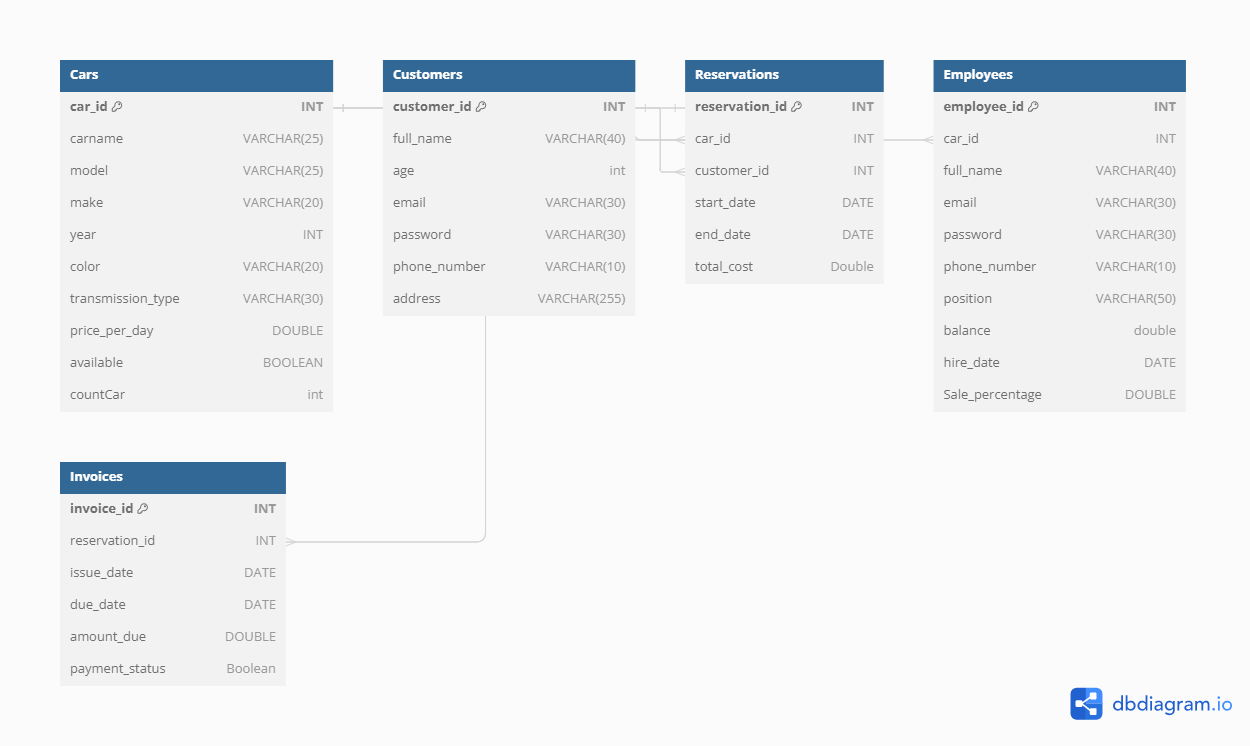 Cars
car_id INT
carname VARCHAR(25)
model VARCHAR(25)
make VARCHAR(20)
year INT
color VARCHAR(20)
transmission_type VARCHAR(30)
price_per_day DOUBLE
available BOOLEAN
countCar int
Customers
customer_id INT
full_name VARCHAR(40)
age int
email VARCHAR(30)
password VARCHAR(30)
phone_number VARCHAR(10)
address VARCHAR(255)
Reservations
reservation_id INT
car_id INT
customer_id INT
start_date DATE
end_date DATE
total_cost Double
Employees
employee_id INT
car_id INT
full_name VARCHAR(40)
email VARCHAR(30)
password VARCHAR(30)
phone_number VARCHAR(10)
position VARCHAR(50)
balance double
hire_date DATE
Sale_percentage DOUBLE
Invoices
invoice_id INT
reservation_id INT
issue_date DATE
due_date DATE
amount_due DOUBLE
payment_status Boolean
dbdiagram.io